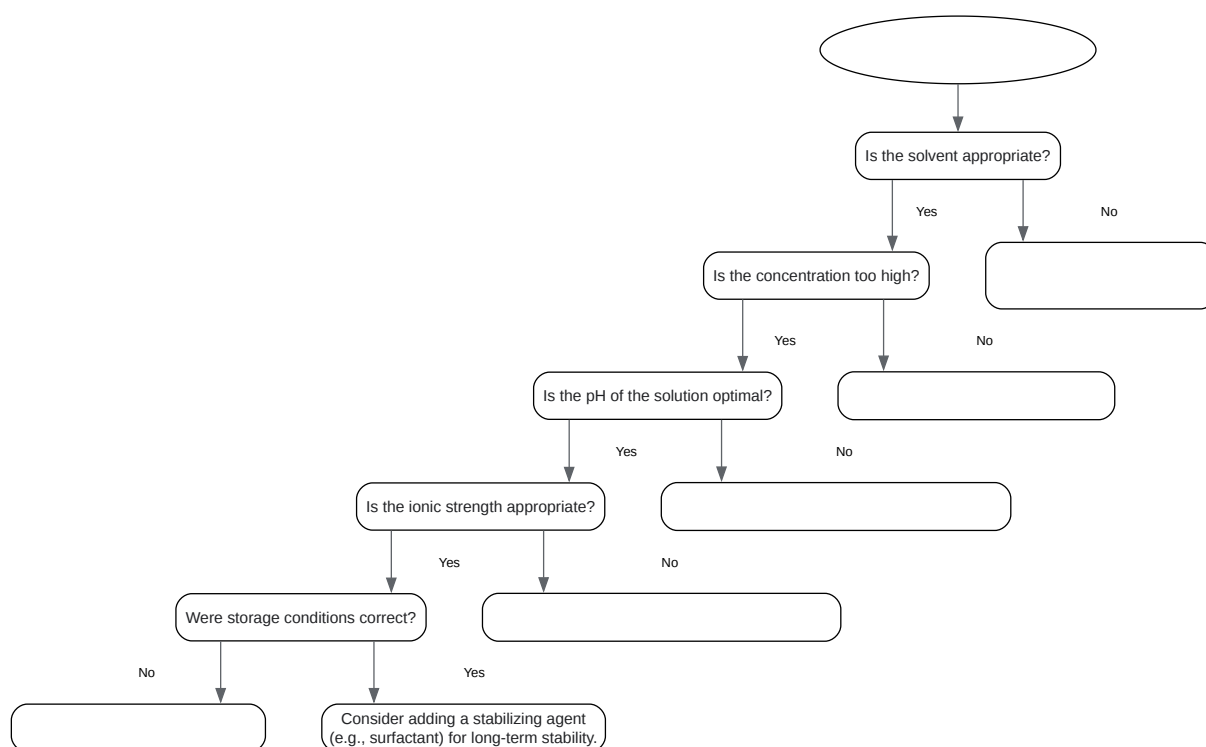 Is the solvent appropriate?
Yes
No
Is the concentration too high?
Yes
No
Is the pH of the solution optimal?
Yes
No
Is the ionic strength appropriate?
Yes
No
Were storage conditions correct?
No
Yes
Consider adding a stabilizing agent
(e.g., surfactant) for long-term stability.